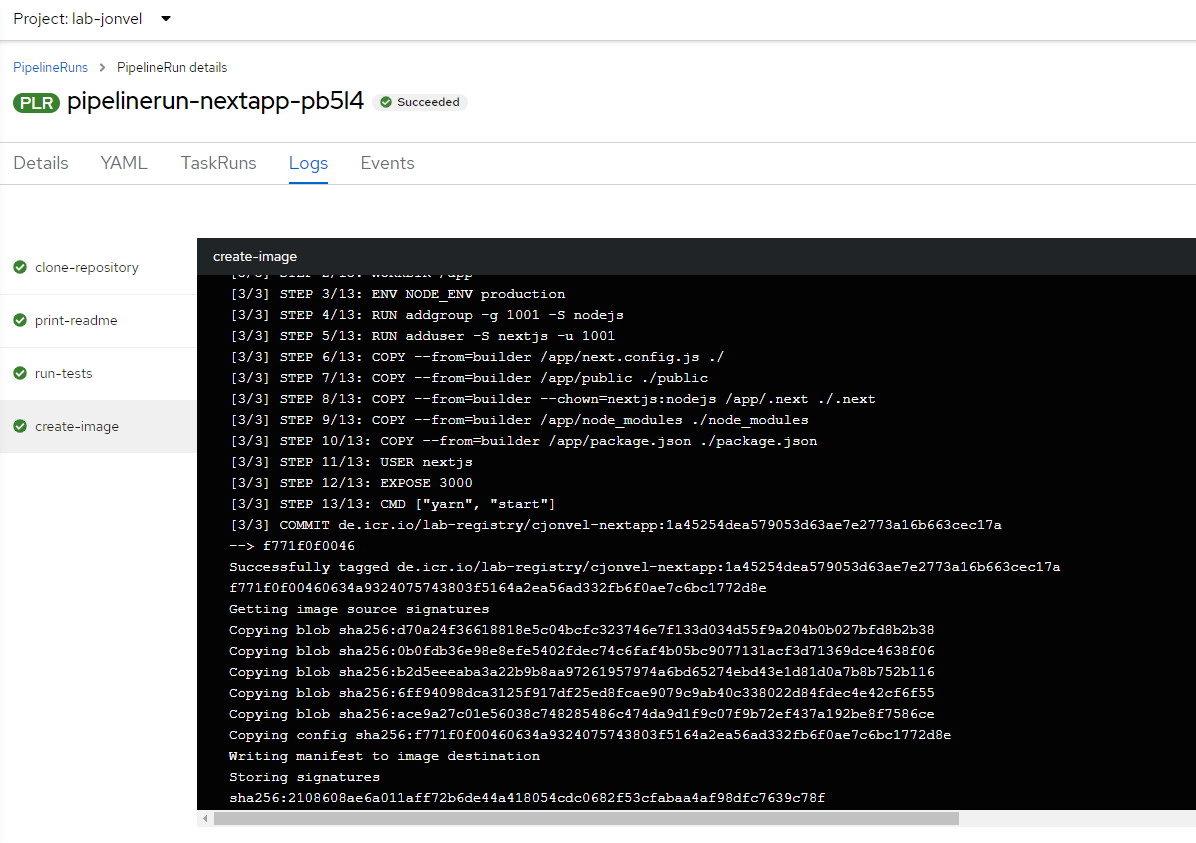 Project: lab-jonvel
PipelineRuns > PipelineRun details
PLR pipelinerun-nextapp-pb5l4 Succeeded
Details YAML TaskRuns Logs Events
clone-repository
print-readme
run-tests
create-image
create-image
[3/3] STEP 2/13: WORKDIR /app
[3/3] STEP 3/13: ENV NODE_ENV production
[3/3] STEP 4/13: RUN addgroup -g 1001 -S nodejs
[3/3] STEP 5/13: RUN adduser -S nextjs -u 1001
[3/3] STEP 6/13: COPY --from=builder /app/next.config.js ./
[3/3] STEP 7/13: COPY --from=builder /app/public ./public
[3/3] STEP 8/13: COPY --from=builder --chown=nextjs:nodejs /app/.next ./.next
[3/3] STEP 9/13: COPY --from=builder /app/node_modules ./node_modules
[3/3] STEP 10/13: COPY --from=builder /app/package.json ./package.json
[3/3] STEP 11/13: USER nextjs
[3/3] STEP 12/13: EXPOSE 3000
[3/3] STEP 13/13: CMD ["yarn", "start"]
[3/3] COMMIT de.icr.io/lab-registry/cjonvel-nextapp:1a45254dea579053d63ae7e2773a16b663cec17a
--> f771f0f0046
Successfully tagged de.icr.io/lab-registry/cjonvel-nextapp:1a45254dea579053d63ae7e2773a16b663cec17a
f771f0f00460634a9324075743803f5164a2ea56ad332fb6f0ae7c6bc1772d8e
Getting image source signatures
Copying blob sha256:d70a24f36618818e5c04bcfc323746e7f133d034d55f9a204b0b027bfd8b2b38
Copying blob sha256:0b0fdb36e98e8efe5402fdec74c6faf4b05bc9077131acf3d71369dce4638f06
Copying blob sha256:b2d5eeeaba3a22b9b8aa97261957974a6bd65274ebd43e1d81d0a7b8b752b116
Copying blob sha256:6ff94098dca3125f917df25ed8fcae9079c9ab40c338022d84fdec4e42cf6f55
Copying blob sha256:ace9a27c01e56038c748285486c474da9d1f9c07f9b72ef437a192be8f7586ce
Copying config sha256:f771f0f00460634a9324075743803f5164a2ea56ad332fb6f0ae7c6bc1772d8e
Writing manifest to image destination
Storing signatures
sha256:2108608ae6a011aff72b6de44a418054cdc0682f53cfabaa4af98dfc7639c78f